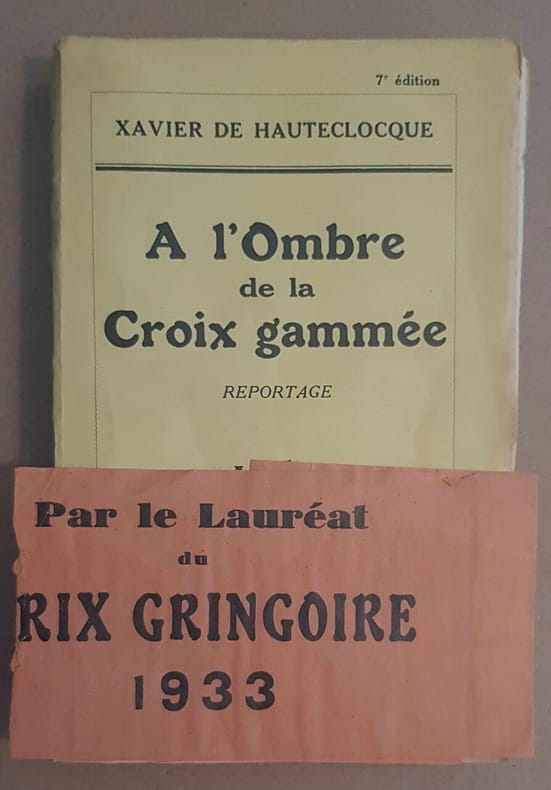 7e édition
XAVIER DE HAUTECLOCQUE
A l'Ombre
de la
Croix gammée
REPORTAGE
Par le Lauréat
du
RIX GRINGOIRE
1933